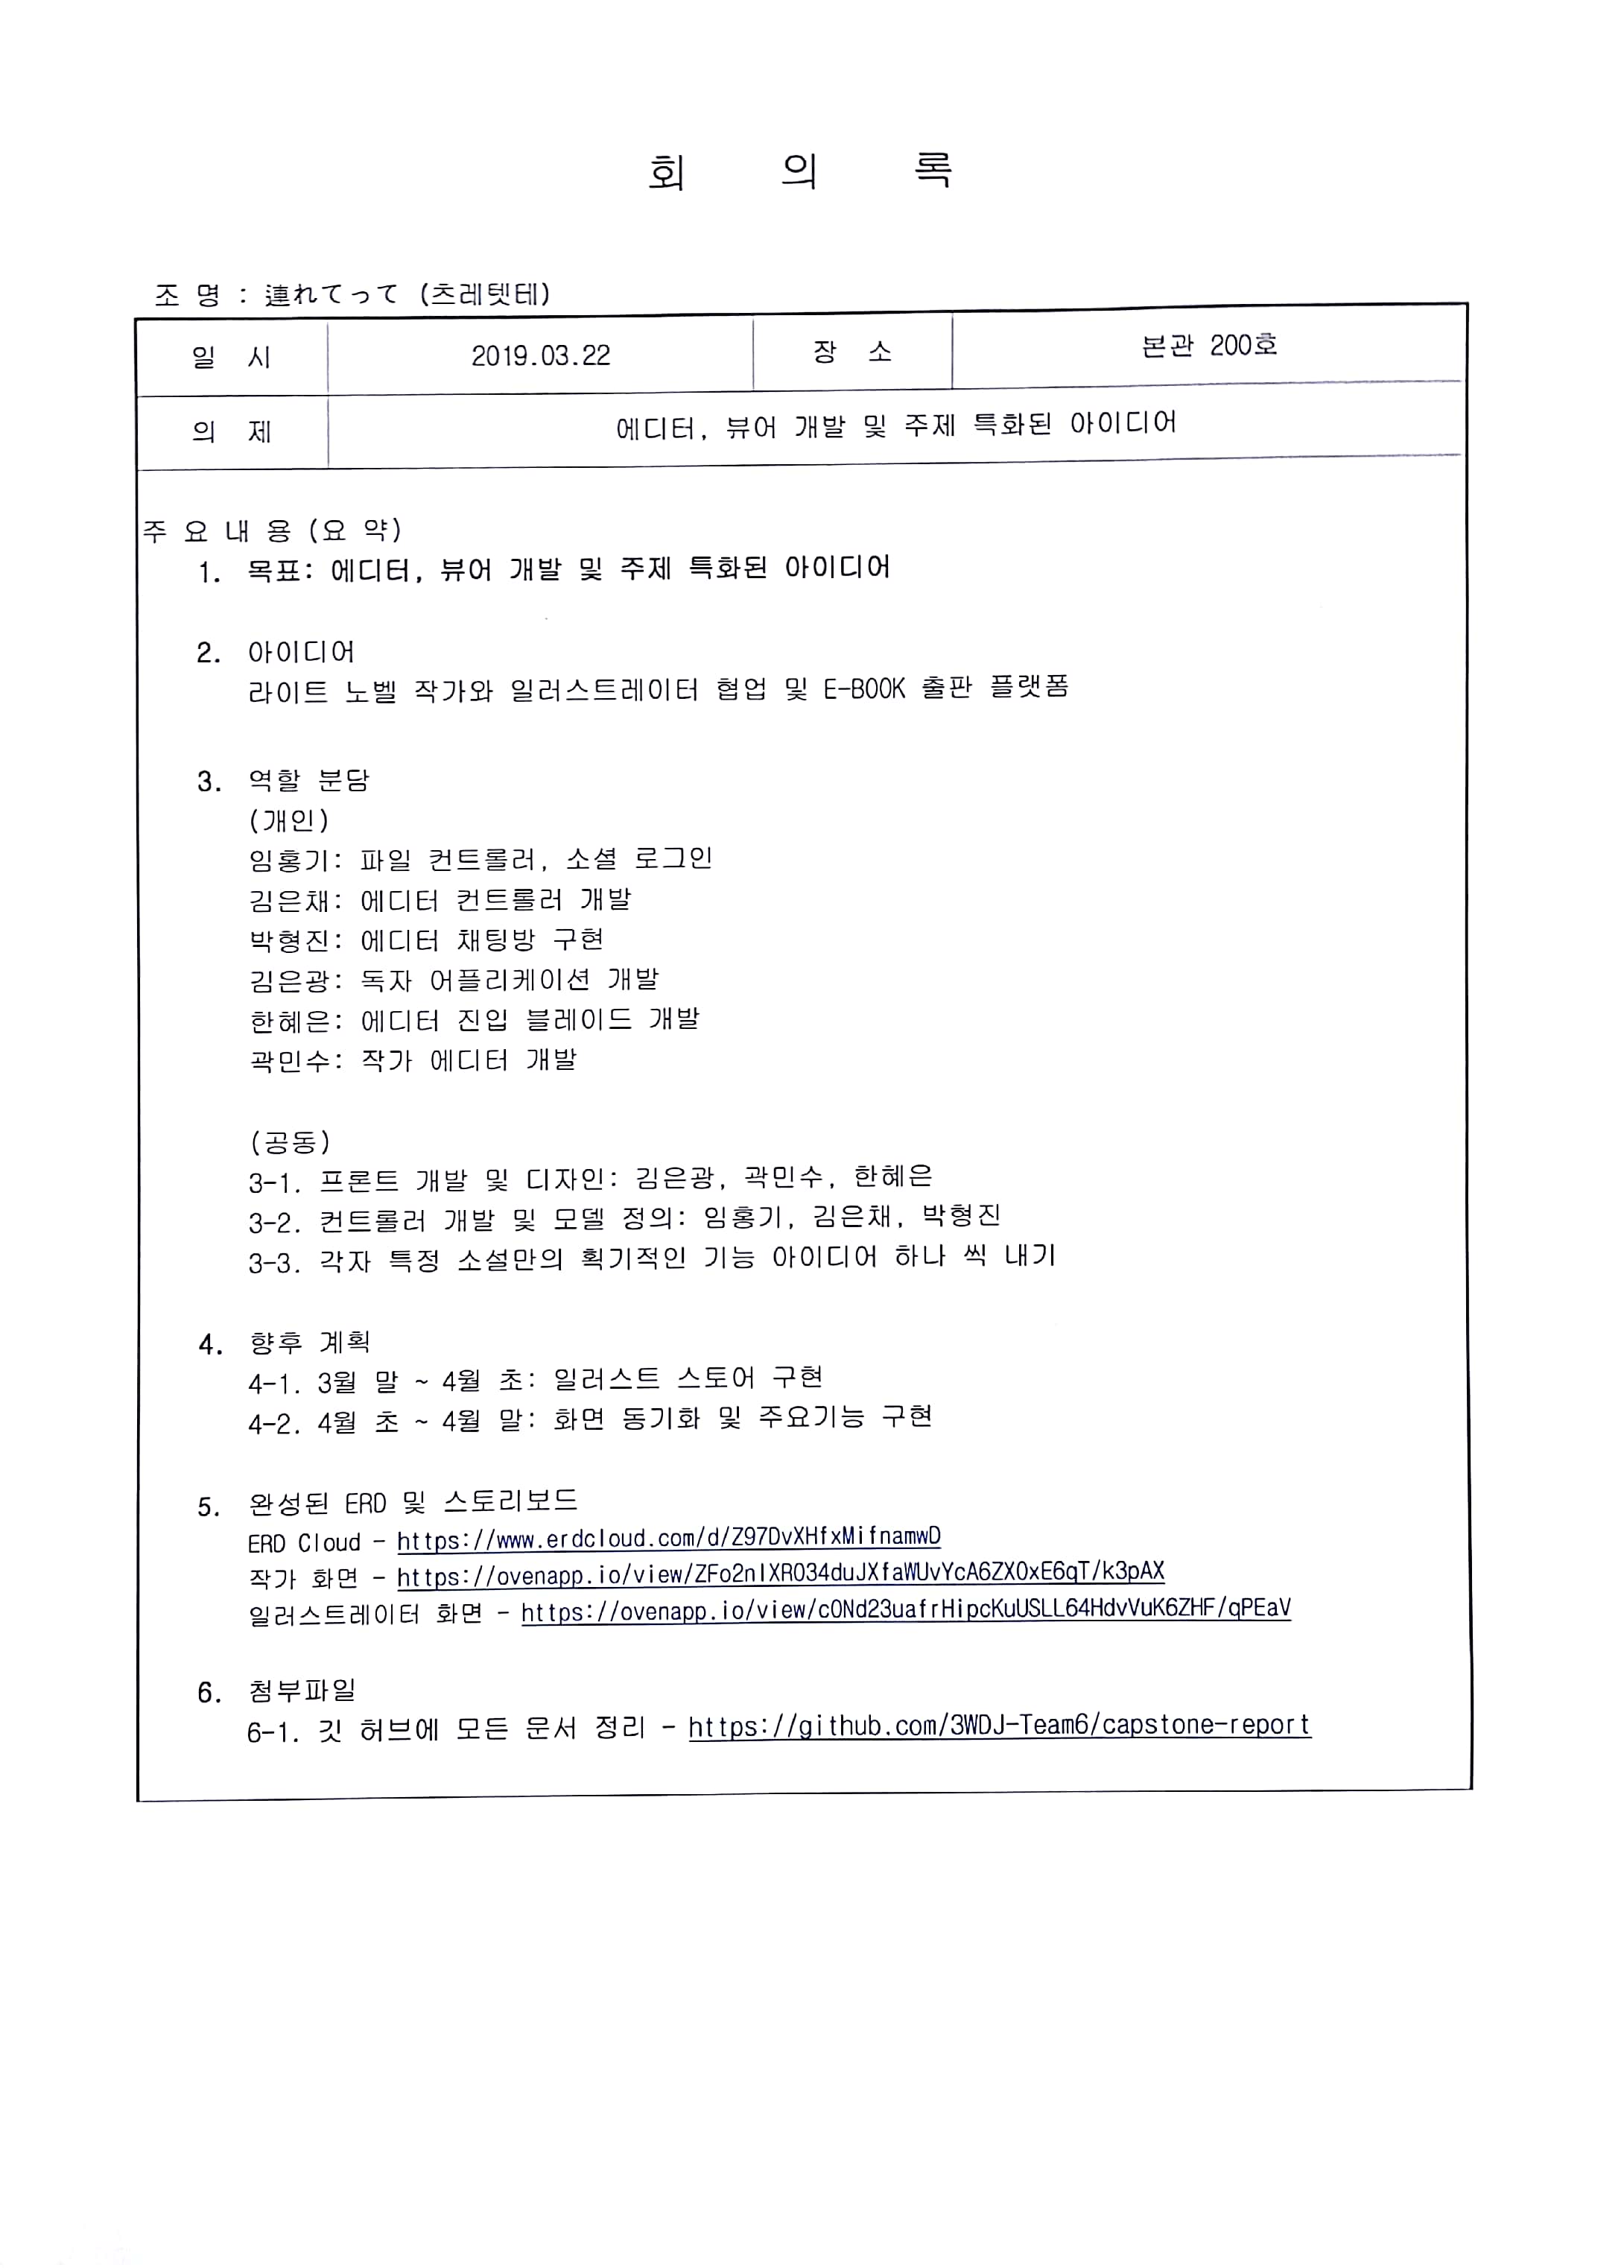 회 의 록
조 명 : 連れてって (츠레텟테)
일 시 2019.03.22 장 소 본관 200호
의 제 에디터, 뷰어 개발 및 주제 특화된 아이디어
주 요 내 용 (요 약)
1. 목표: 에디터, 뷰어 개발 및 주제 특화된 아이디어
2. 아이디어
라이트 노벨 작가와 일러스트레이터 협업 및 E-BOOK 출판 플랫폼
3. 역할 분담
(개인)
임홍기: 파일 컨트롤러, 소셜 로그인
김은채: 에디터 컨트롤러 개발
박형진: 에디터 채팅방 구현
김은광: 독자 어플리케이션 개발
한혜은: 에디터 진입 블레이드 개발
곽민수: 작가 에디터 개발
(공동)
3-1. 프론트 개발 및 디자인: 김은광, 곽민수, 한혜은
3-2. 컨트롤러 개발 및 모델 정의: 임홍기, 김은채, 박형진
3-3. 각자 특정 소설만의 획기적인 기능 아이디어 하나 씩 내기
4. 향후 계획
4-1. 3월 말 ~ 4월 초: 일러스트 스토어 구현
4-2. 4월 초 ~ 4월 말: 화면 동기화 및 주요기능 구현
5. 완성된 ERD 및 스토리보드
ERD Cloud - https://www.erdcloud.com/d/Z97DvXHfxMifnamwD
작가 화면 - https://ovenapp.io/view/ZFo2nIXRO34duJXfaWUvYcA6ZXOxE6qT/k3pAX
일러스트레이터 화면 - https://ovenapp.io/view/cONd23uafrHipcKuUSLL64HdvVuK6ZHF/qPEaV
6. 첨부파일
6-1. 깃 허브에 모든 문서 정리 - https://github.com/3WDJ-Team6/capstone-report